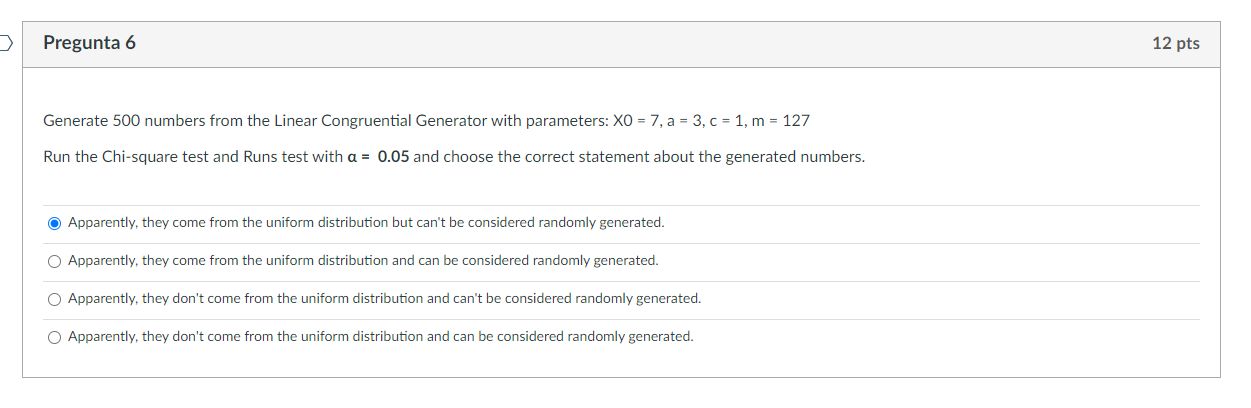 Pregunta 6
12 pts
Generate 500 numbers from the Linear Congruential Generator with parameters: X0 = 7, a = 3, c = 1, m = 127
Run the Chi-square test and Runs test with α = 0.05 and choose the correct statement about the generated numbers.
Apparently, they come from the uniform distribution but can't be considered randomly generated.
Apparently, they come from the uniform distribution and can be considered randomly generated.
Apparently, they don't come from the uniform distribution and can't be considered randomly generated.
Apparently, they don't come from the uniform distribution and can be considered randomly generated.